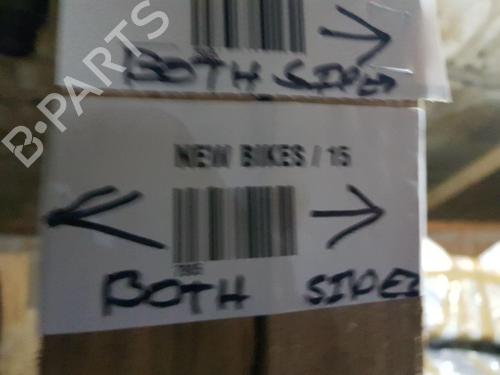 BOTH SIDES
B-PARTS
NEW BIKES / 15
BOTH SIDES